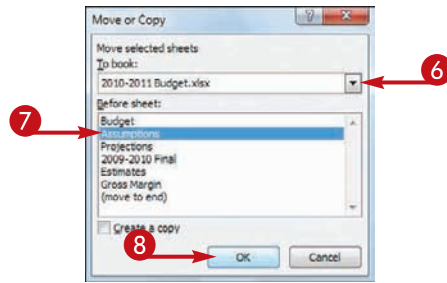 Move or Copy
Move selected sheets
To book:
2010-2011 Budget.xlsx
6
Before sheet:
7
Budget
Assumptions
Projections
2009-2010 Final
Estimates
Gross Margin
(move to end)
Create a copy
8
OK
Cancel